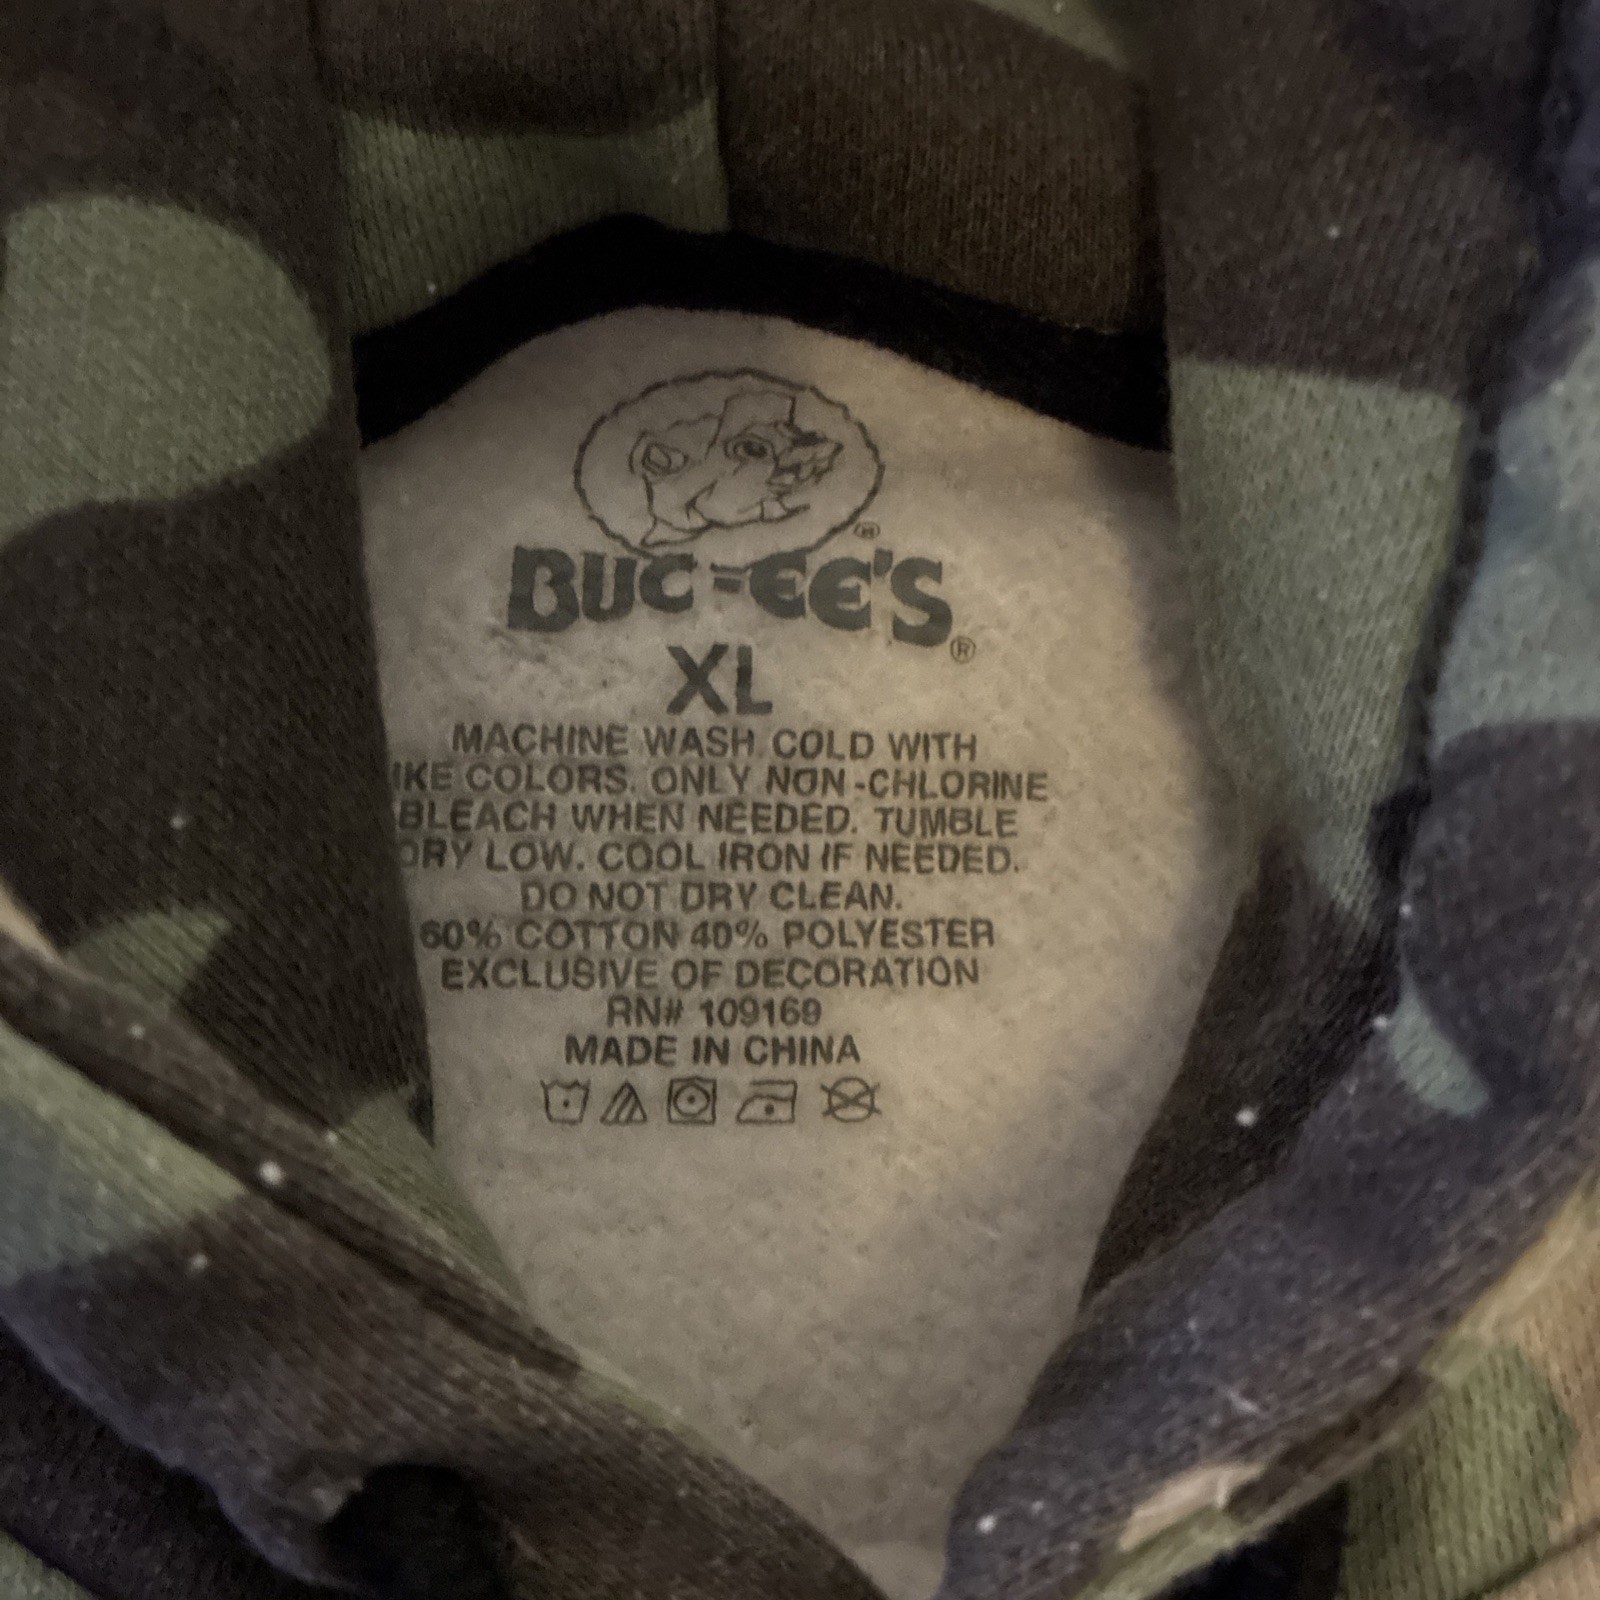 ®
BUC-EE'S®
XL
MACHINE WASH COLD WITH
IKE COLORS. ONLY NON-CHLORINE
BLEACH WHEN NEEDED. TUMBLE
DRY LOW. COOL IRON IF NEEDED.
DO NOT DRY CLEAN.
60% COTTON 40% POLYESTER
EXCLUSIVE OF DECORATION
RN# 109169
MADE IN CHINA